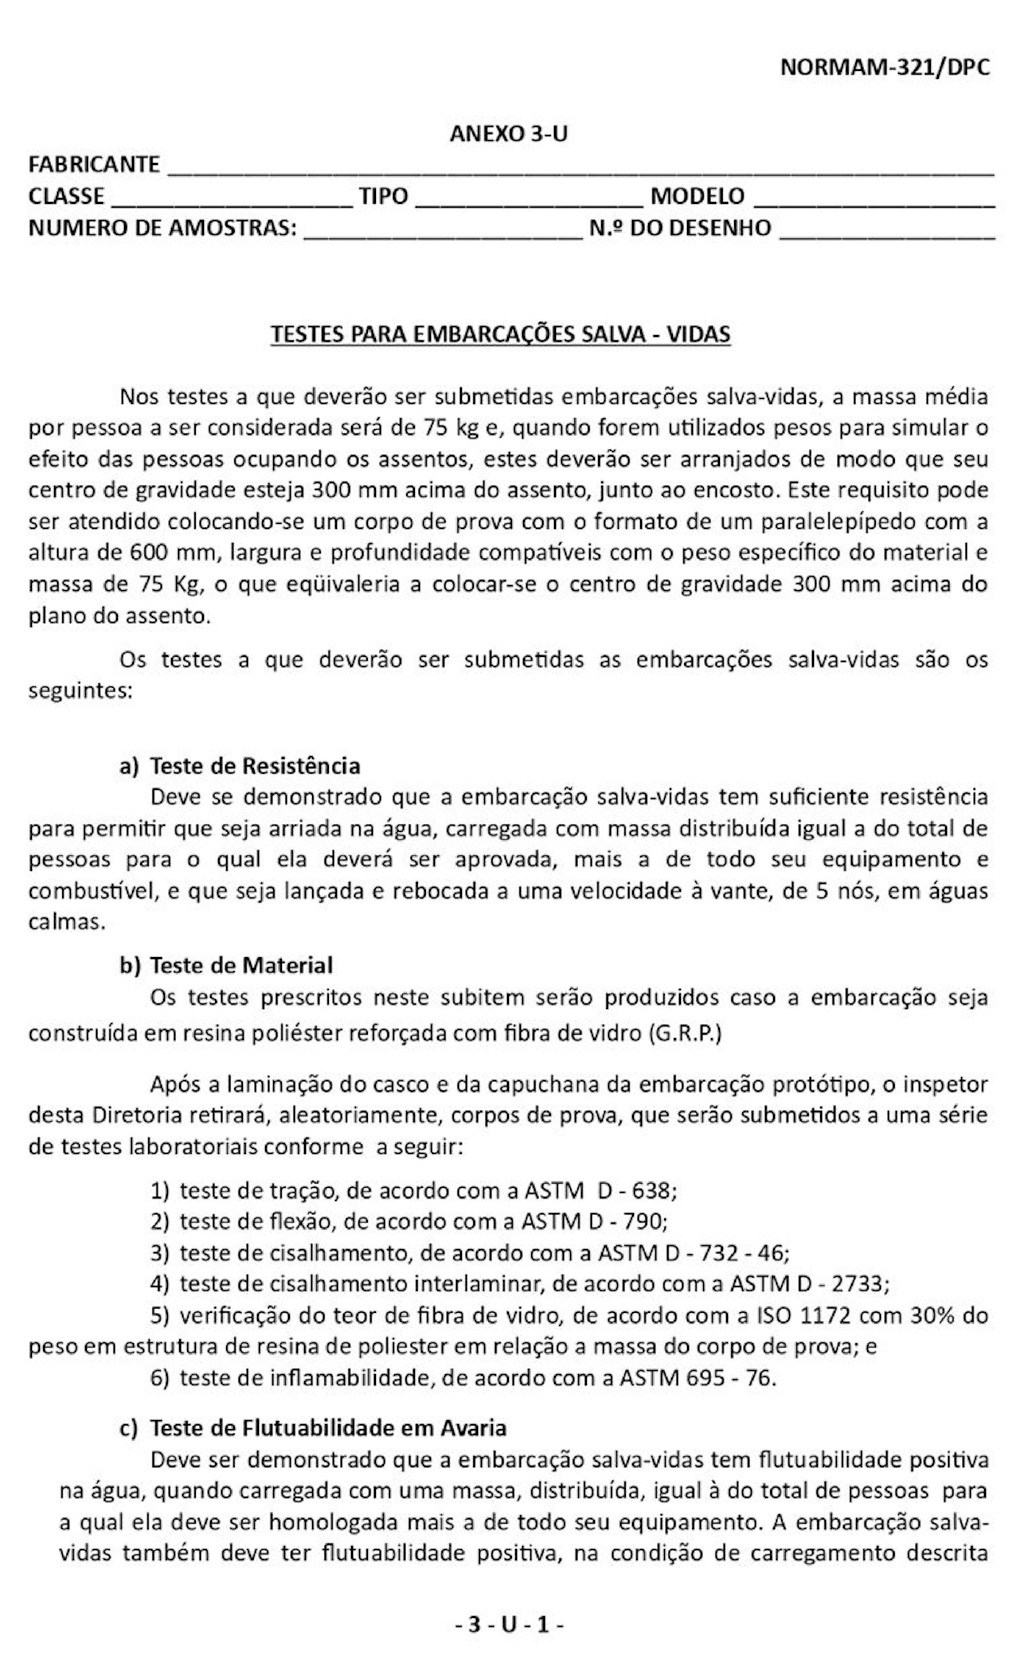 NORMAM-321/DPC
ANEXO 3-U
FABRICANTE ____________________
CLASSE ____________________ TIPO ____________________ MODELO ____________________
NUMERO DE AMOSTRAS: ____________________ N.º DO DESENHO ____________________
TESTES PARA EMBARCAÇÕES SALVA - VIDAS
Nos testes a que deverão ser submetidas embarcações salva-vidas, a massa média
por pessoa a ser considerada será de 75 kg e, quando forem utilizados pesos para simular o
efeito das pessoas ocupando os assentos, estes deverão ser arranjados de modo que seu
centro de gravidade esteja 300 mm acima do assento, junto ao encosto. Este requisito pode
ser atendido colocando-se um corpo de prova com o formato de um paralelepípedo com a
altura de 600 mm, largura e profundidade compatíveis com o peso específico do material e
massa de 75 Kg, o que eqüivaleria a colocar-se o centro de gravidade 300 mm acima do
plano do assento.
Os testes a que deverão ser submetidas as embarcações salva-vidas são os
seguintes:
a) Teste de Resistência
Deve se demonstrado que a embarcação salva-vidas tem suficiente resistência
para permitir que seja arriada na água, carregada com massa distribuída igual a do total de
pessoas para o qual ela deverá ser aprovada, mais a de todo seu equipamento e
combustível, e que seja lançada e rebocada a uma velocidade à vante, de 5 nós, em águas
calmas.
b) Teste de Material
Os testes prescritos neste subitem serão produzidos caso a embarcação seja
construída em resina poliéster reforçada com fibra de vidro (G.R.P.)
Após a laminação do casco e da capuchana da embarcação protótipo, o inspetor
desta Diretoria retirará, aleatoriamente, corpos de prova, que serão submetidos a uma série
de testes laboratoriais conforme a seguir:
1) teste de tração, de acordo com a ASTM D - 638;
2) teste de flexão, de acordo com a ASTM D - 790;
3) teste de cisalhamento, de acordo com a ASTM D - 732 - 46;
4) teste de cisalhamento interlaminar, de acordo com a ASTM D - 2733;
5) verificação do teor de fibra de vidro, de acordo com a ISO 1172 com 30% do
peso em estrutura de resina de poliester em relação a massa do corpo de prova; e
6) teste de inflamabilidade, de acordo com a ASTM 695 - 76.
c) Teste de Flutuabilidade em Avaria
Deve ser demonstrado que a embarcação salva-vidas tem flutuabilidade positiva
na água, quando carregada com uma massa, distribuída, igual à do total de pessoas para
a qual ela deve ser homologada mais a de todo seu equipamento. A embarcação salva-
vidas também deve ter flutuabilidade positiva, na condição de carregamento descrita
- 3 - U - 1 -